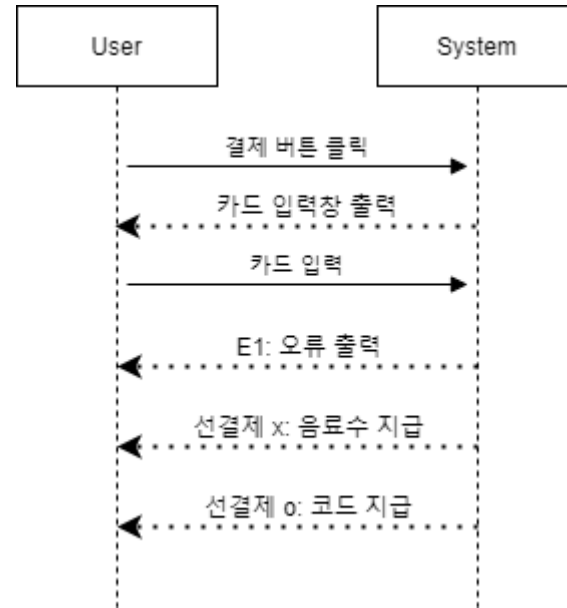 User
System
결제 버튼 클릭
카드 입력창 출력
카드 입력
E1: 오류 출력
선결제 x: 음료수 지급
선결제 o: 코드 지급